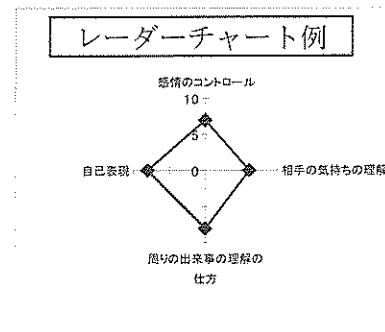 レーダーチャート例
感情のコントロール
10
5
自己表現
0
相手の気持ちの理解
周りの出来事の理解の
仕方